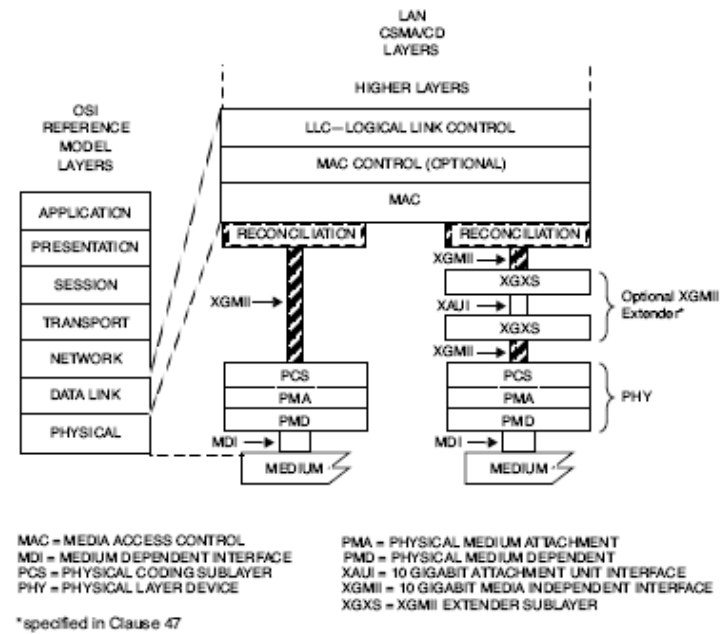 LAN
CSMA/CD
LAYERS
HIGHER LAYERS
OSI
REFERENCE
MODEL
LAYERS
LLC—LOGICAL LINK CONTROL
MAC CONTROL (OPTIONAL)
MAC
APPLICATION
PRESENTATION
SESSION
TRANSPORT
NETWORK
DATA LINK
PHYSICAL
RECONCILIATION
XGMII
PCS
PMA
PMD
MDI
MEDIUM
RECONCILIATION
XGMII
XGXS
XAUI
XGXS
XGMII
Optional XGMII
Extender*
PCS
PMA
PMD
PHY
MDI
MEDIUM
MAC = MEDIA ACCESS CONTROL
MDI = MEDIUM DEPENDENT INTERFACE
PCS = PHYSICAL CODING SUBLAYER
PHY = PHYSICAL LAYER DEVICE
PMA = PHYSICAL MEDIUM ATTACHMENT
PMD = PHYSICAL MEDIUM DEPENDENT
XAUI = 10 GIGABIT ATTACHMENT UNIT INTERFACE
XGMII = 10 GIGABIT MEDIA INDEPENDENT INTERFACE
XGXS = XGMII EXTENDER SUBLAYER
*specified in Clause 47